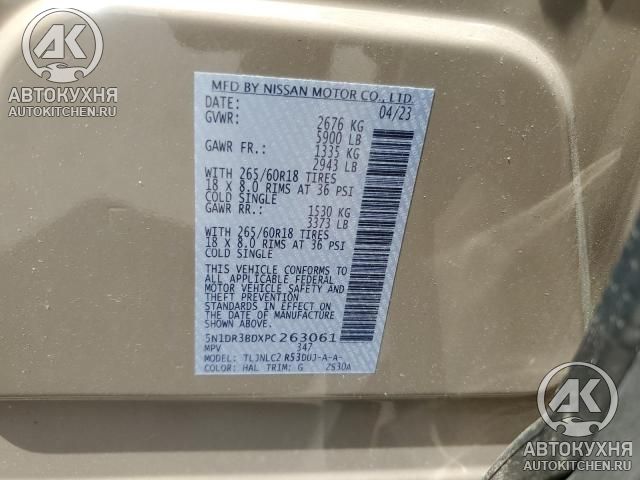 AK
АВТОКУХНЯ
AUTOKITCHEN.RU
MFD BY NISSAN MOTOR CO., LTD.
DATE: 04/23
GVWR: 2676 KG
5900 LB
GAWR FR.: 1335 KG
2943 LB
WITH 265/60R18 TIRES
18 X 8.0 RIMS AT 36 PSI
COLD SINGLE
GAWR RR.: 1530 KG
3373 LB
WITH 265/60R18 TIRES
18 X 8.0 RIMS AT 36 PSI
COLD SINGLE
THIS VEHICLE CONFORMS TO
ALL APPLICABLE FEDERAL
MOTOR VEHICLE SAFETY AND
THEFT PREVENTION
STANDARDS IN EFFECT ON
THE DATE OF MANUFACTURE
SHOWN ABOVE.
5N1DR3BDXPC263061
MPV 347
MODEL: TLJNLC2 R53DUJ-A-A-
COLOR: HAL TRIM: G 2S30A
AK
АВТОКУХНЯ
AUTOKITCHEN.RU